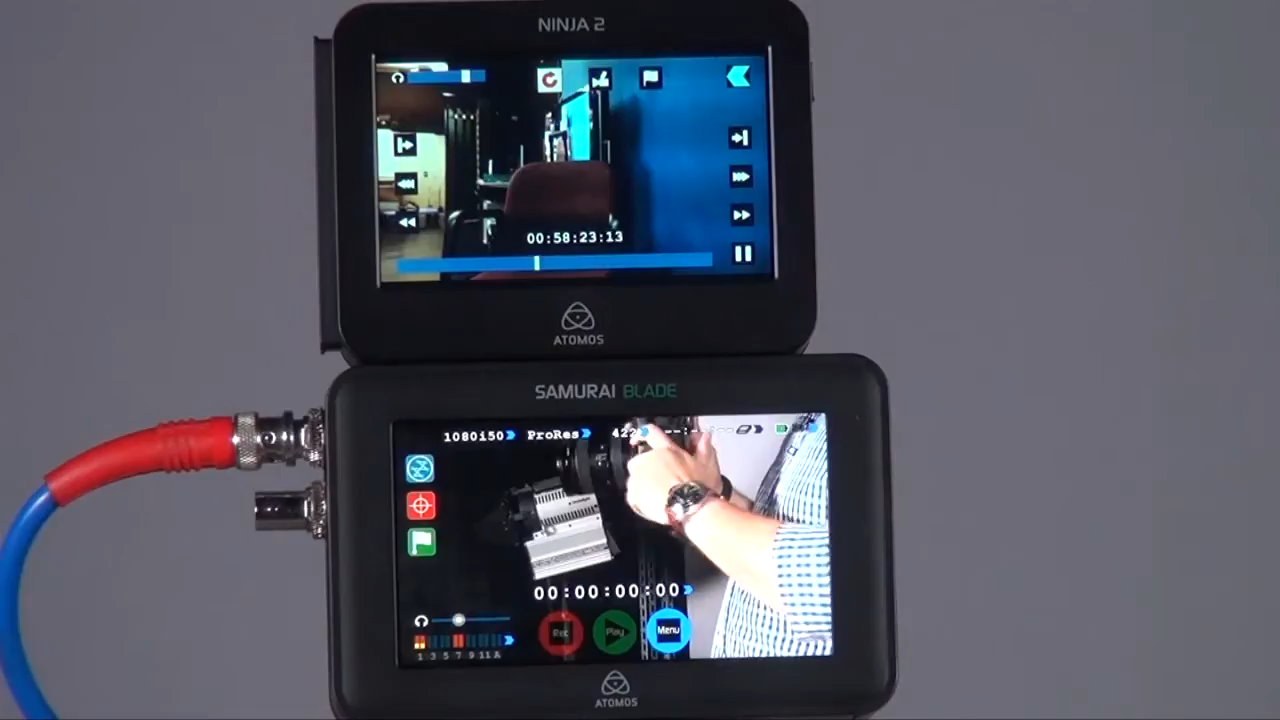 NINJA 2
00:58:23:13
ATOMOS
SAMURAI BLADE
1080i50 ProRes 422
00:00:00:00
Rec Play Menu
1 3 5 7 9 11 A
ATOMOS